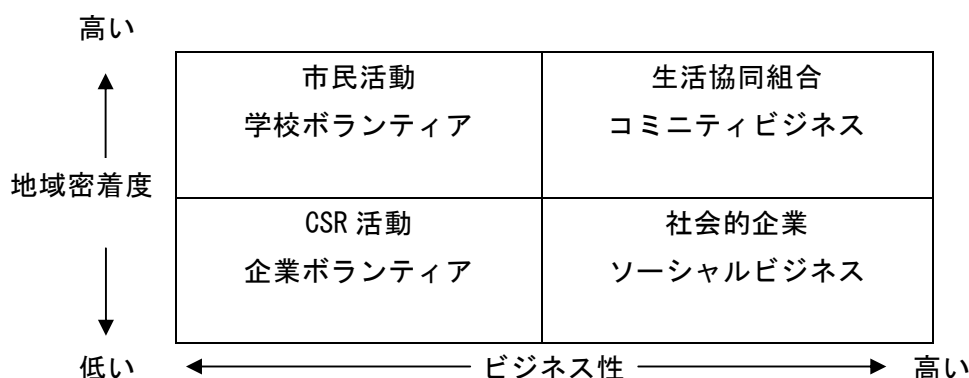 高い
市民活動
学校ボランティア
生活協同組合
コミニティビジネス
地域密着度
CSR 活動
企業ボランティア
社会的企業
ソーシャルビジネス
低い
ビジネス性
高い